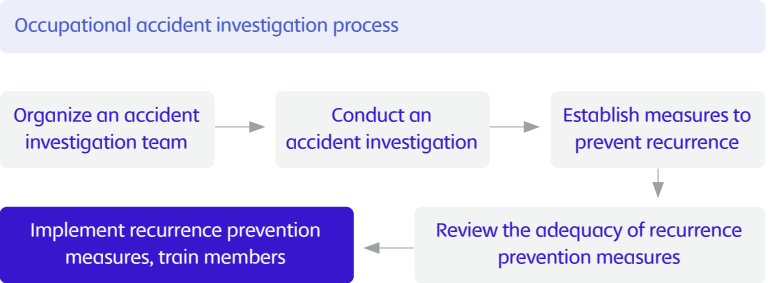 Occupational accident investigation process
Organize an accident
investigation team
Conduct an
accident investigation
Establish measures to
prevent recurrence
Review the adequacy of recurrence
prevention measures
Implement recurrence prevention
measures, train members